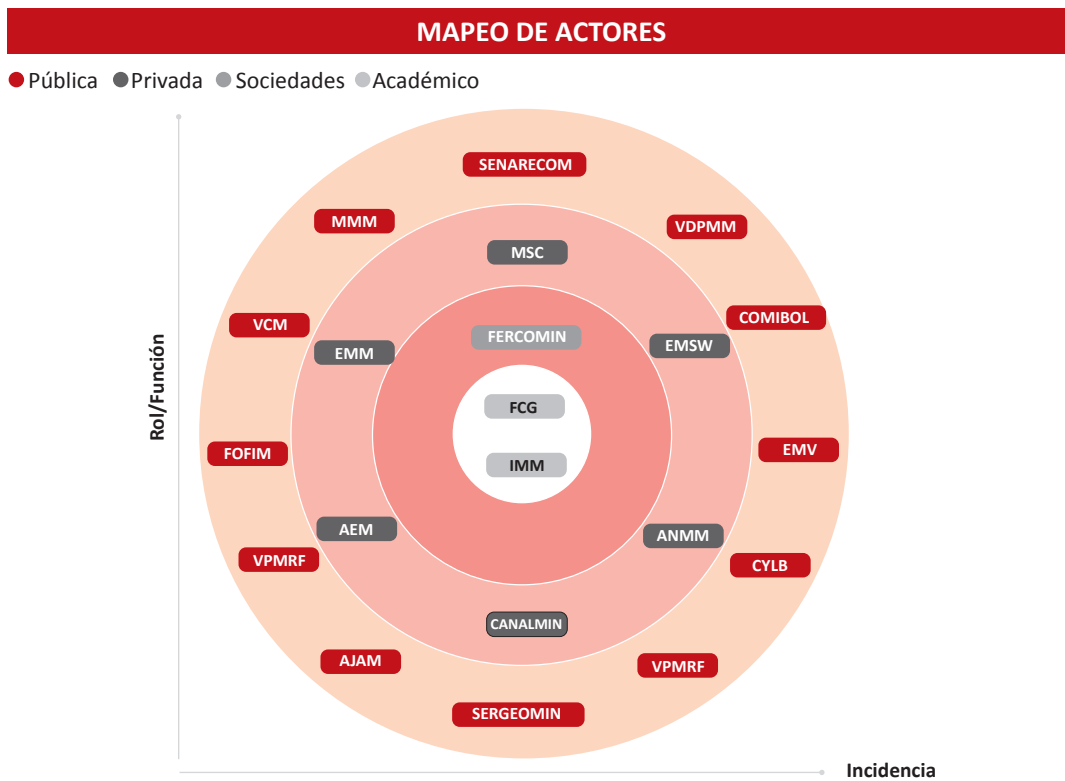 MAPEO DE ACTORES
Pública Privada Sociedades Académico
SENARECOM
MMM
VDPMM
MSC
COMIBOL
VCM
FERCOMIN
EMSW
EMM
Rol/Función
FCG
EMV
FOFIM
IMM
AEM
ANMM
VPMRF
CYLB
CANALMIN
AJAM
VPMRF
SERGEOMIN
Incidencia